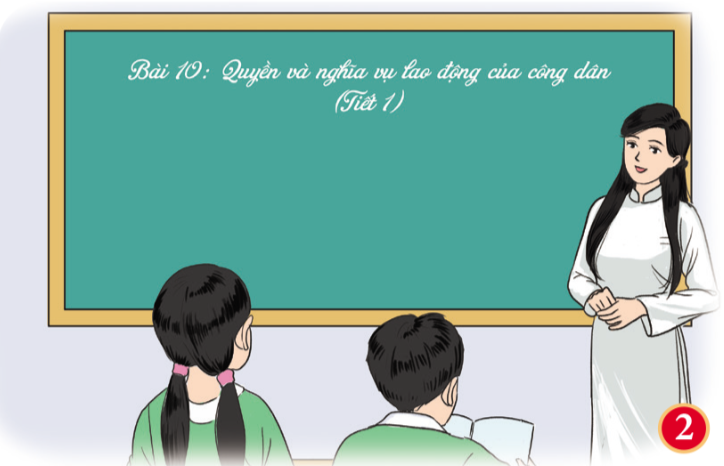 Bài 10: Quyền và nghĩa vụ lao động của công dân
(Tiết 1)
2